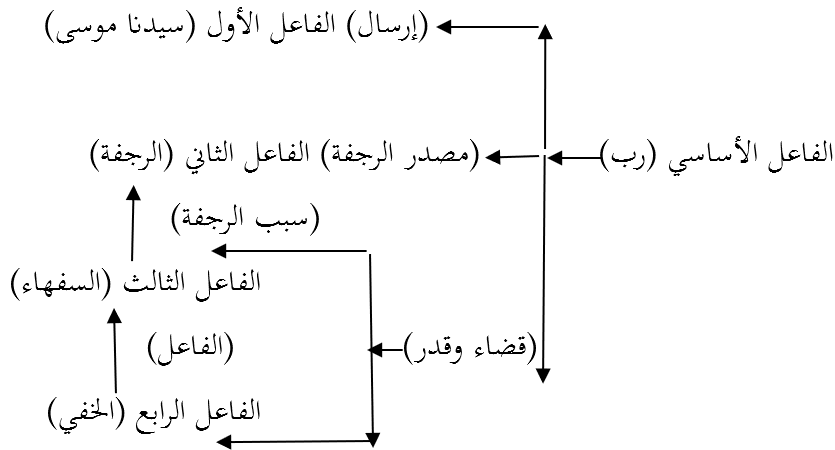 (إرسال) الفاعل الأول (سيدنا موسى)
الفاعل الأساسي (رب) (مصدر الرجفة) الفاعل الثاني (الرجفة)
(سبب الرجفة)
الفاعل الثالث (السفهاء)
(قضاء وقدر) (الفاعل)
الفاعل الرابع (الخفي)